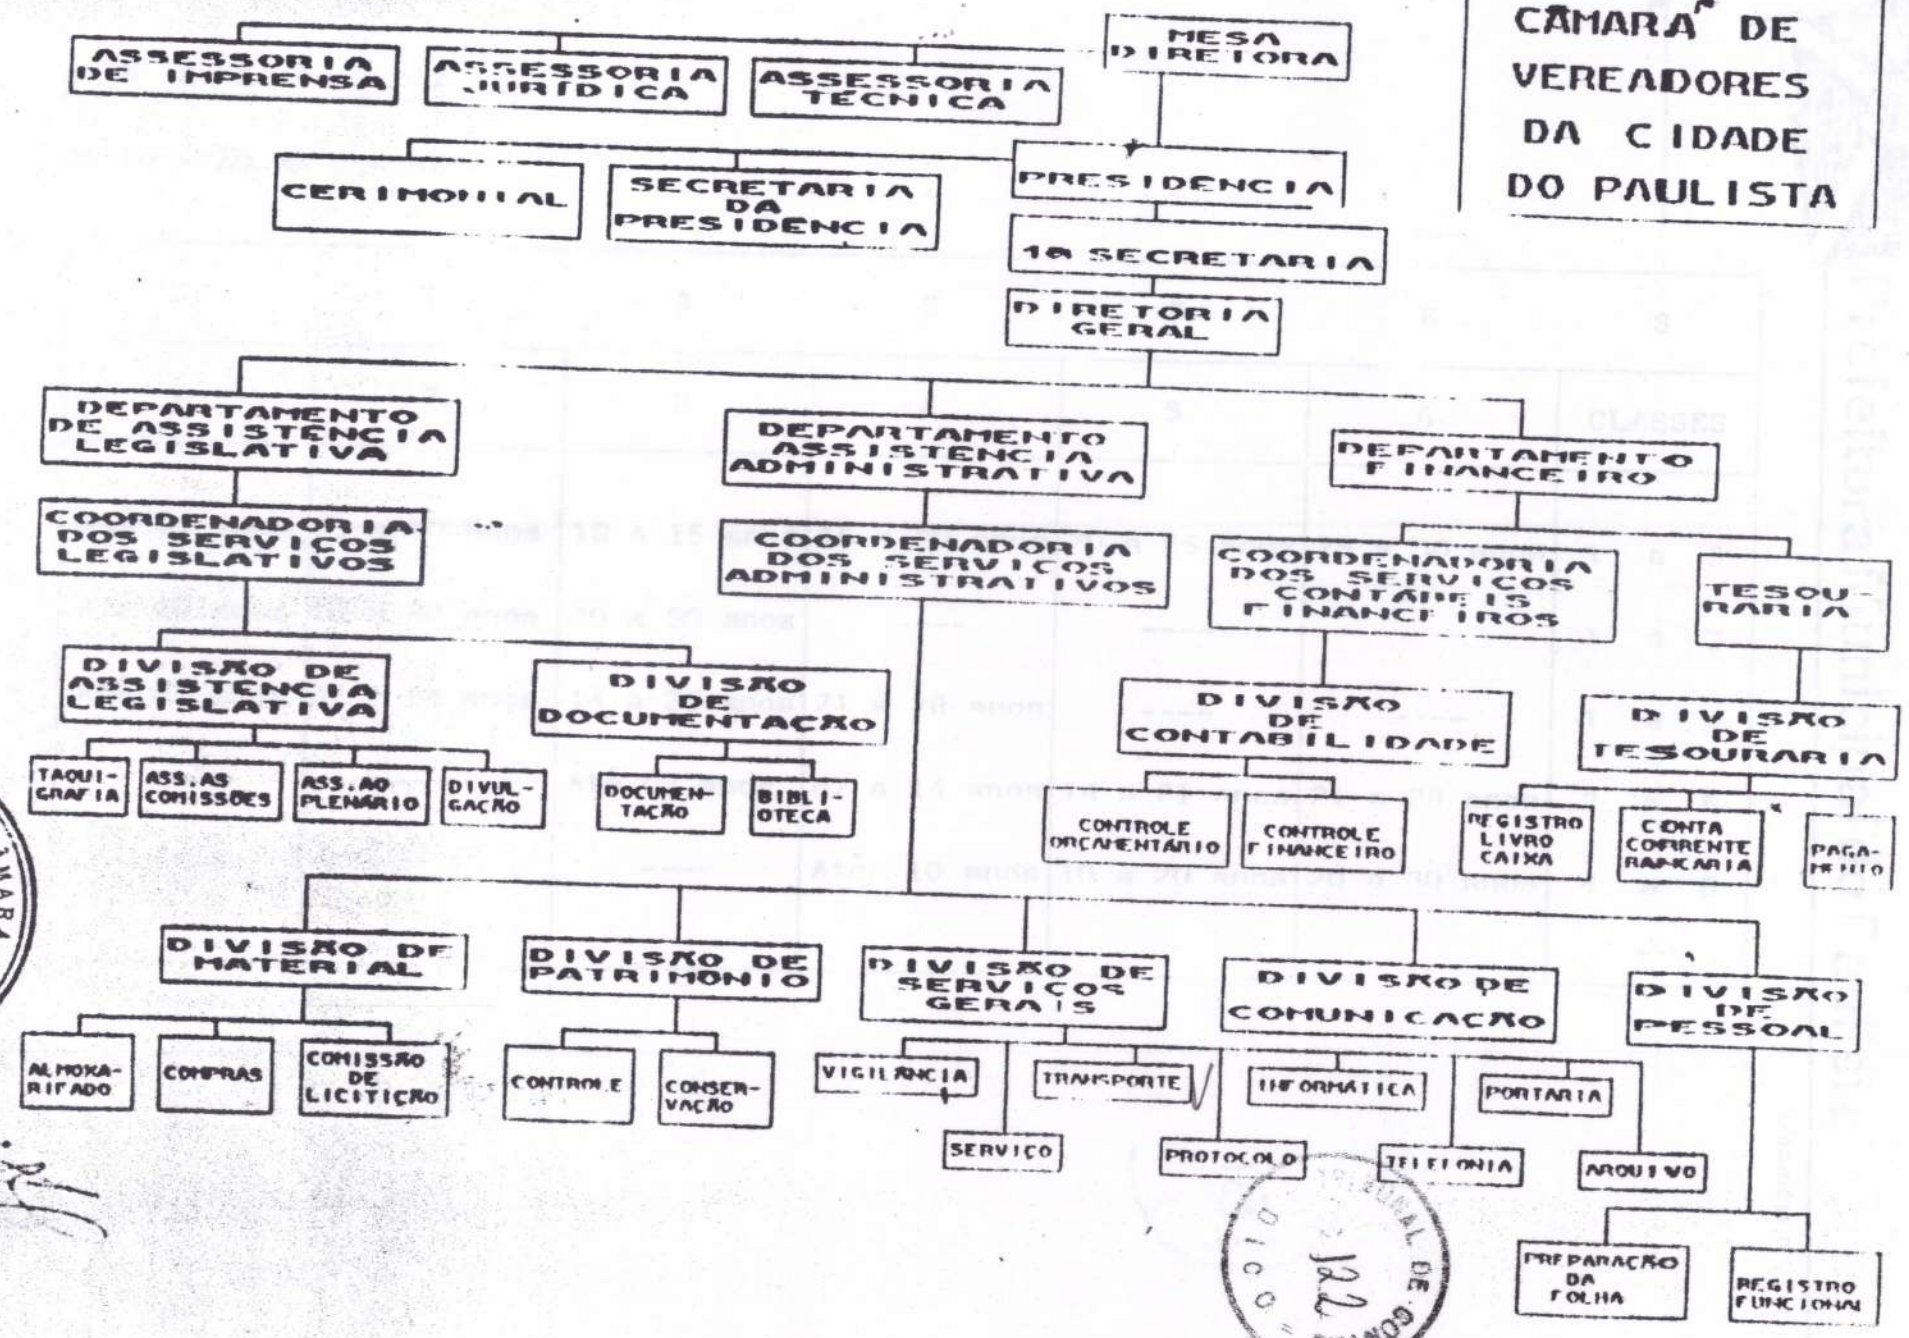 CÂMARA DE
VEREADORES
DA CIDADE
DO PAULISTA
MESA
DIRETORA
ASSESSORIA
DE IMPRENSA
ASSESSORIA
JURÍDICA
ASSESSORIA
TÉCNICA
PRESIDÊNCIA
CERIMONIAL
SECRETARIA
DA
PRESIDÊNCIA
1ª SECRETARIA
DIRETORIA
GERAL
DEPARTAMENTO
DE ASSISTÊNCIA
LEGISLATIVA
DEPARTAMENTO
ASSISTÊNCIA
ADMINISTRATIVA
DEPARTAMENTO
FINANCEIRO
COORDENADORIA
DOS SERVIÇOS
LEGISLATIVOS
COORDENADORIA
DOS SERVIÇOS
ADMINISTRATIVOS
COORDENADORIA
DOS SERVIÇOS
CONTÁBEIS
FINANCEIROS
TESOU-
RARIA
DIVISÃO DE
ASSISTÊNCIA
LEGISLATIVA
DIVISÃO
DE
DOCUMENTAÇÃO
DIVISÃO
DE
CONTABILIDADE
DIVISÃO
DE
TESOURARIA
TAQUI-
GRAFIA
ASS.AS
COMISSÕES
ASS.AO
PLENÁRIO
DIVUL-
GAÇÃO
DOCUMEN-
TAÇÃO
BIBLI-
OTECA
CONTROLE
ORÇAMENTÁRIO
CONTROLE
FINANCEIRO
REGISTRO
LIVRO
CAIXA
CONTA
CORRENTE
BANCARIA
PAGA-
MENTO
DIVISÃO DE
MATERIAL
DIVISÃO DE
PATRIMÔNIO
DIVISÃO DE
SERVIÇOS
GERAIS
DIVISÃO DE
COMUNICAÇÃO
DIVISÃO
DE
PESSOAL
ALMOXA-
RIFADO
COMPRAS
COMISSÃO
DE
LICITIÇÃO
CONTROLE
CONSER-
VAÇÃO
VIGILÂNCIA
TRANSPORTE
INFORMÁTICA
PORTARIA
SERVIÇO
PROTOCOLO
TELEFONIA
ARQUIVO
PREPARAÇÃO
DA
FOLHA
REGISTRO
FUNCIONAL
122